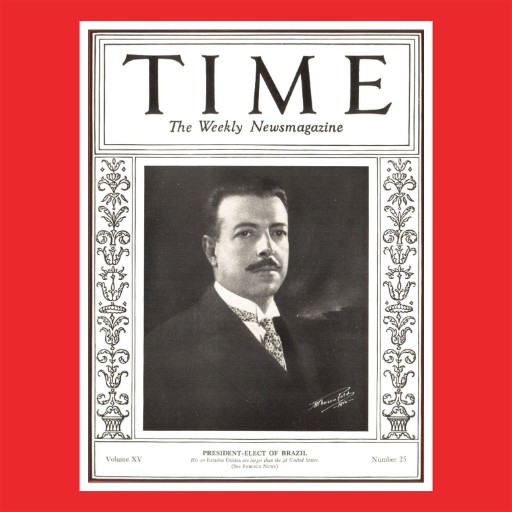 TIME
The Weekly Newsmagazine
Volume XV
PRESIDENT-ELECT OF BRAZIL
His 20 Estados Unidos are larger than the 48 United States.
(See FOREIGN NEWS)
Number 25